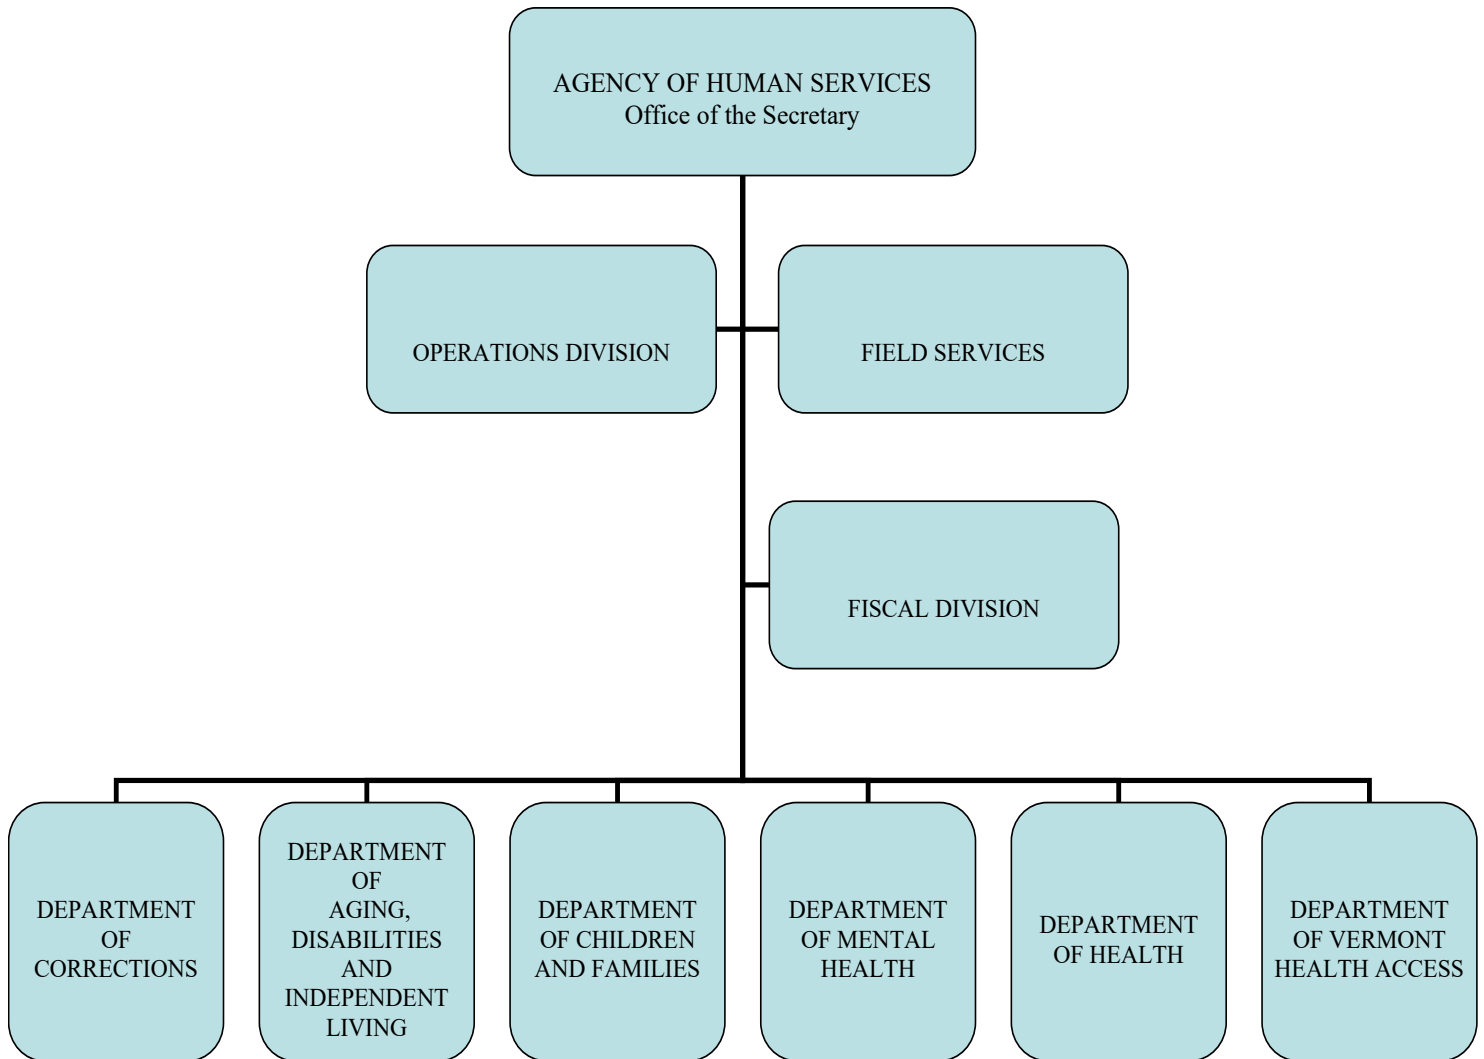 AGENCY OF HUMAN SERVICES
Office of the Secretary
OPERATIONS DIVISION
FIELD SERVICES
FISCAL DIVISION
DEPARTMENT
OF
CORRECTIONS
DEPARTMENT
OF
AGING,
DISABILITIES
AND
INDEPENDENT
LIVING
DEPARTMENT
OF CHILDREN
AND FAMILIES
DEPARTMENT
OF MENTAL
HEALTH
DEPARTMENT
OF HEALTH
DEPARTMENT
OF VERMONT
HEALTH ACCESS